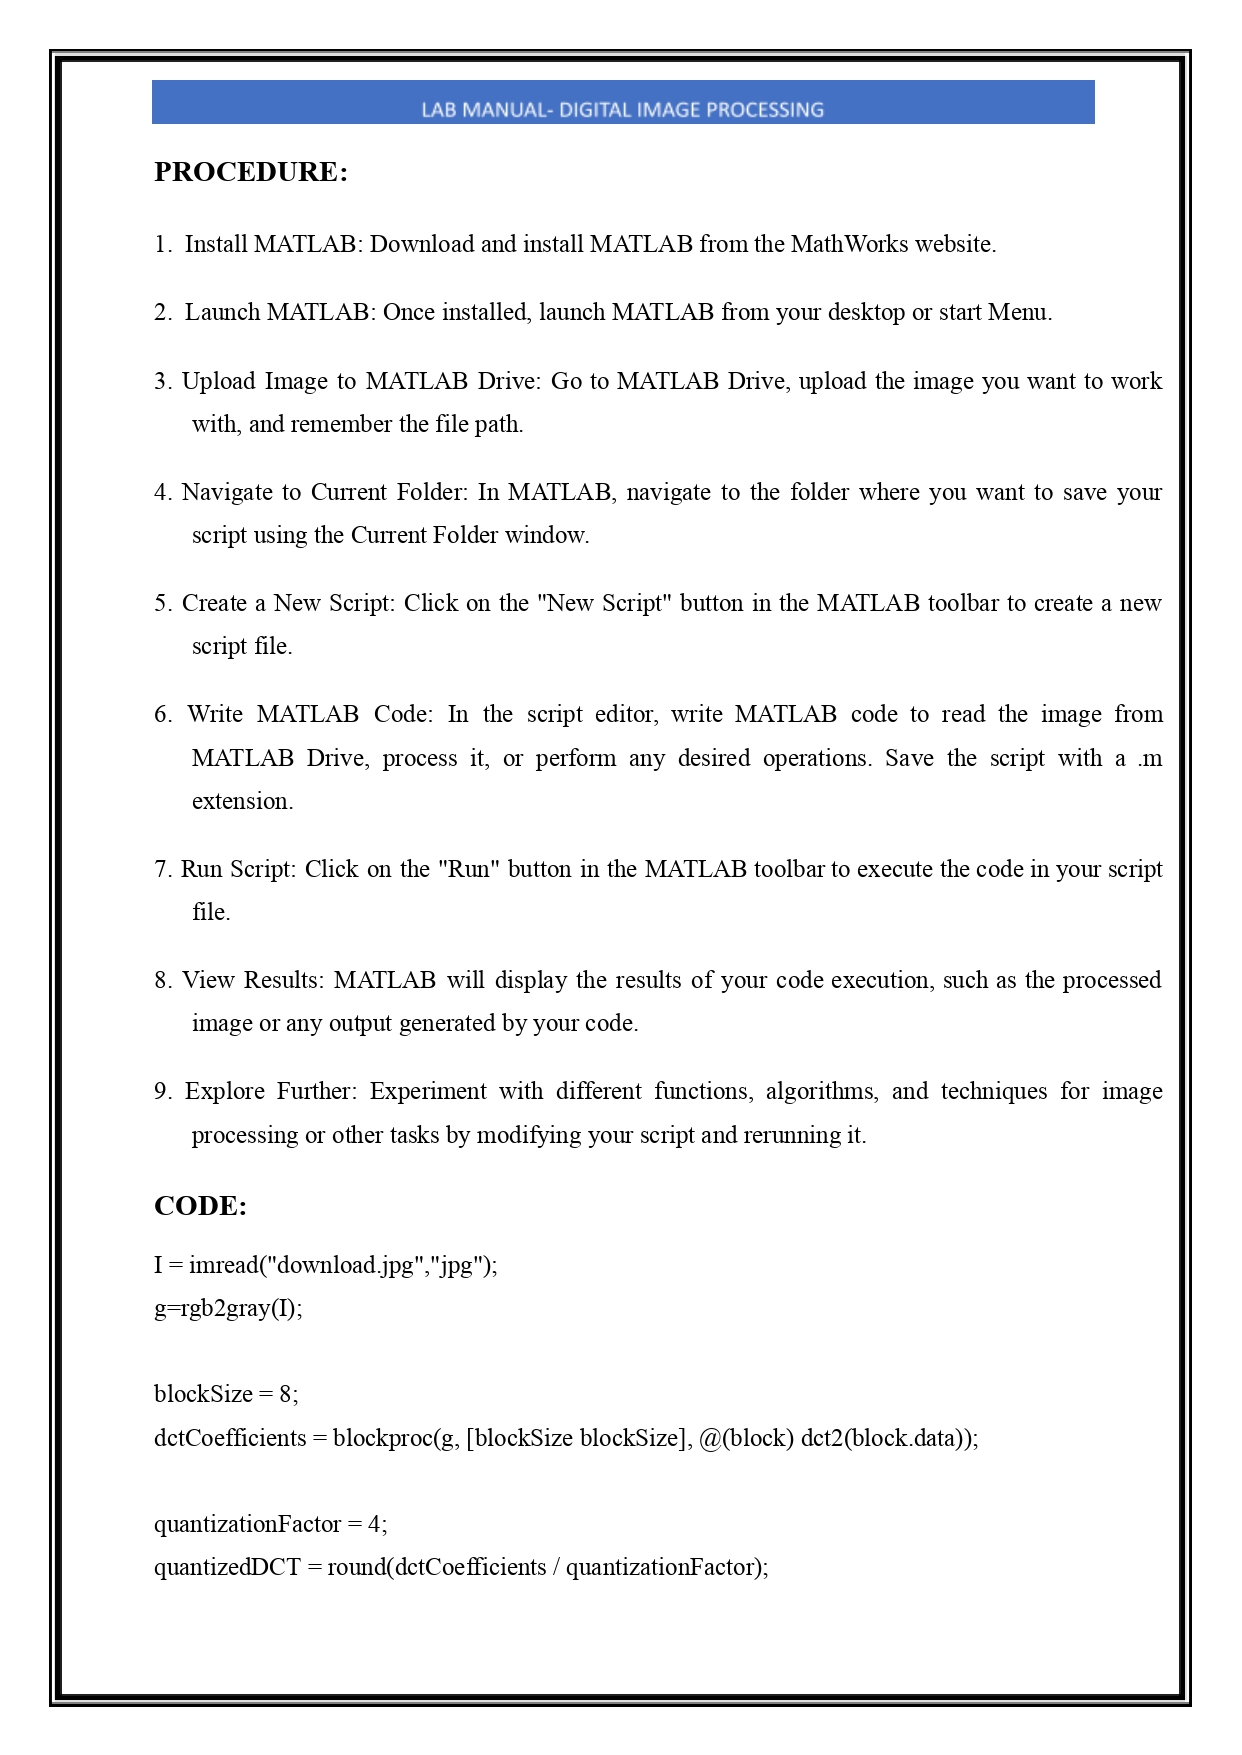 LAB MANUAL- DIGITAL IMAGE PROCESSING
PROCEDURE:
1. Install MATLAB: Download and install MATLAB from the MathWorks website.
2. Launch MATLAB: Once installed, launch MATLAB from your desktop or start Menu.
3. Upload Image to MATLAB Drive: Go to MATLAB Drive, upload the image you want to work
with, and remember the file path.
4. Navigate to Current Folder: In MATLAB, navigate to the folder where you want to save your
script using the Current Folder window.
5. Create a New Script: Click on the "New Script" button in the MATLAB toolbar to create a new
script file.
6. Write MATLAB Code: In the script editor, write MATLAB code to read the image from
MATLAB Drive, process it, or perform any desired operations. Save the script with a .m
extension.
7. Run Script: Click on the "Run" button in the MATLAB toolbar to execute the code in your script
file.
8. View Results: MATLAB will display the results of your code execution, such as the processed
image or any output generated by your code.
9. Explore Further: Experiment with different functions, algorithms, and techniques for image
processing or other tasks by modifying your script and rerunning it.
CODE:
I = imread("download.jpg","jpg");
g=rgb2gray(I);
blockSize = 8;
dctCoefficients = blockproc(g, [blockSize blockSize], @(block) dct2(block.data));
quantizationFactor = 4;
quantizedDCT = round(dctCoefficients / quantizationFactor);